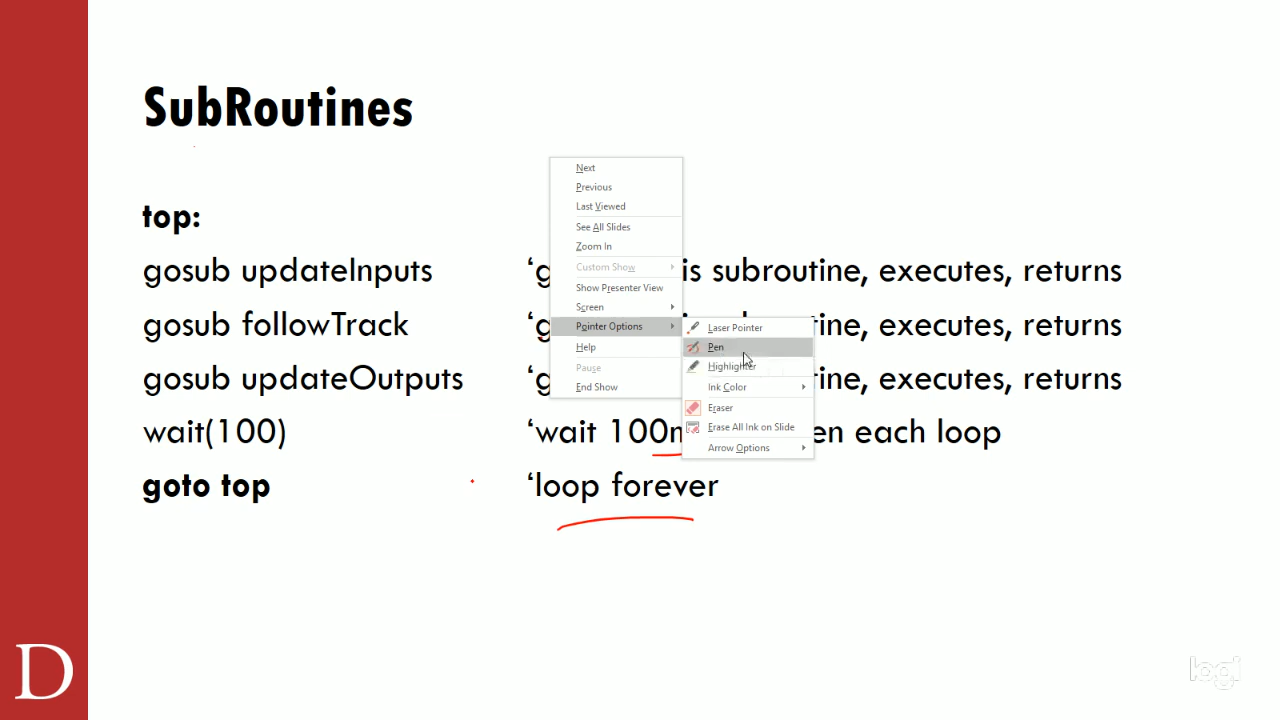 SubRoutines
top:
gosub updateInputs ‘g is subroutine, executes, returns
gosub followTrack ‘g tine, executes, returns
gosub updateOutputs ‘g tine, executes, returns
wait(100) ‘wait 100m en each loop
goto top ‘loop forever
Next
Previous
Last Viewed
See All Slides
Zoom In
Custom Show
Show Presenter View
Screen
Pointer Options
Help
Pause
End Show
Laser Pointer
Pen
Highlighter
Ink Color
Eraser
Erase All Ink on Slide
Arrow Options
D
logi